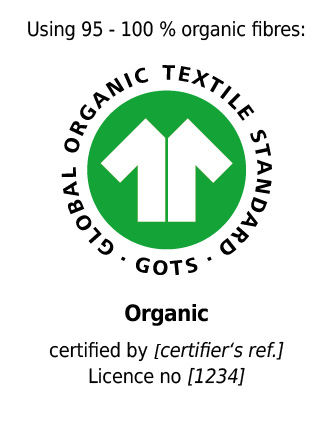 Using 95 - 100 % organic fibres:
GLOBAL ORGANIC TEXTILE STANDARD · GOTS ·
Organic
certified by [certifier‘s ref.]
Licence no [1234]